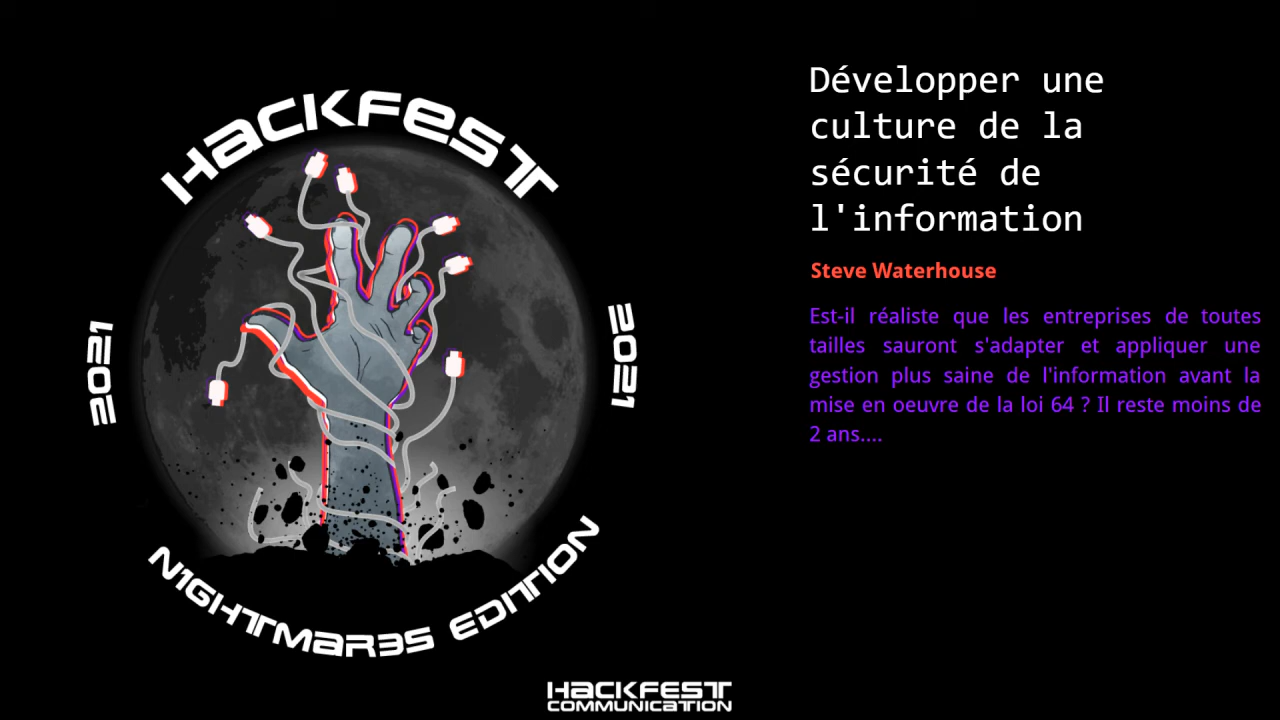 HACKFEST
2021
2021
N1GHTMAR3S EDITION
Développer une
culture de la
sécurité de
l'information
Steve Waterhouse
Est-il réaliste que les entreprises de toutes
tailles sauront s'adapter et appliquer une
gestion plus saine de l'information avant la
mise en oeuvre de la loi 64 ? Il reste moins de
2 ans....
HACKFEST
COMMUNICATION